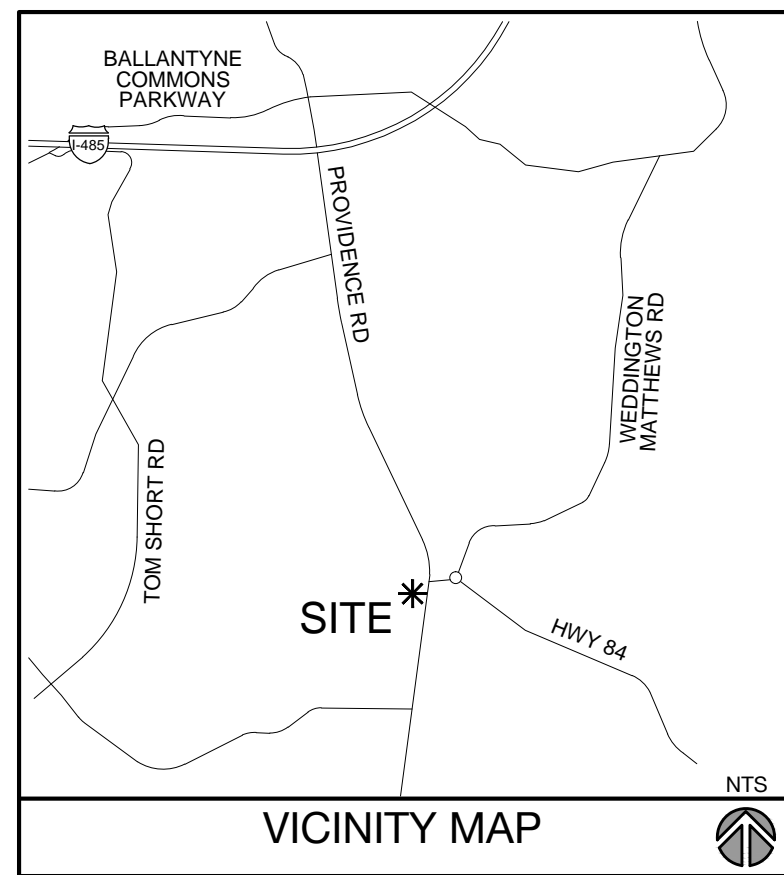 BALLANTYNE
COMMONS
PARKWAY
I-485
PROVIDENCE RD
WEDDINGTON
MATTHEWS RD
TOM SHORT RD
SITE
HWY 84
NTS
VICINITY MAP